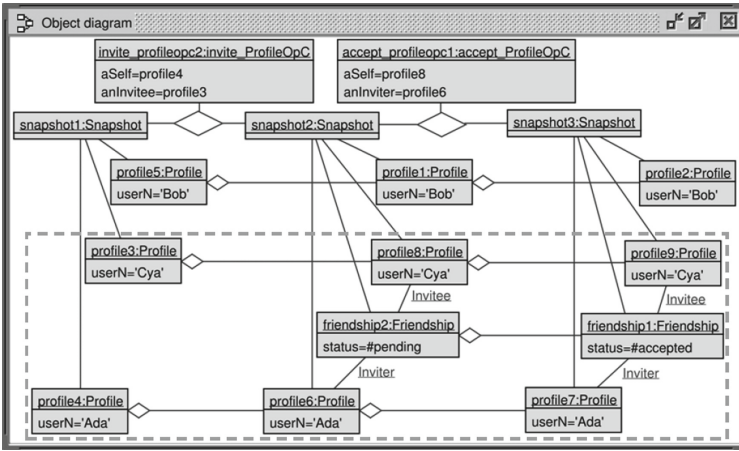 Object diagram
invite_profileopc2:invite_ProfileOpC
aSelf=profile4
anInvitee=profile3
accept_profileopc1:accept_ProfileOpC
aSelf=profile8
anInviter=profile6
snapshot1:Snapshot
snapshot2:Snapshot
snapshot3:Snapshot
profile5:Profile
userN='Bob'
profile1:Profile
userN='Bob'
profile2:Profile
userN='Bob'
profile3:Profile
userN='Cya'
profile8:Profile
userN='Cya'
profile9:Profile
userN='Cya'
Invitee
Invitee
friendship2:Friendship
status=#pending
friendship1:Friendship
status=#accepted
Inviter
Inviter
profile4:Profile
userN='Ada'
profile6:Profile
userN='Ada'
profile7:Profile
userN='Ada'